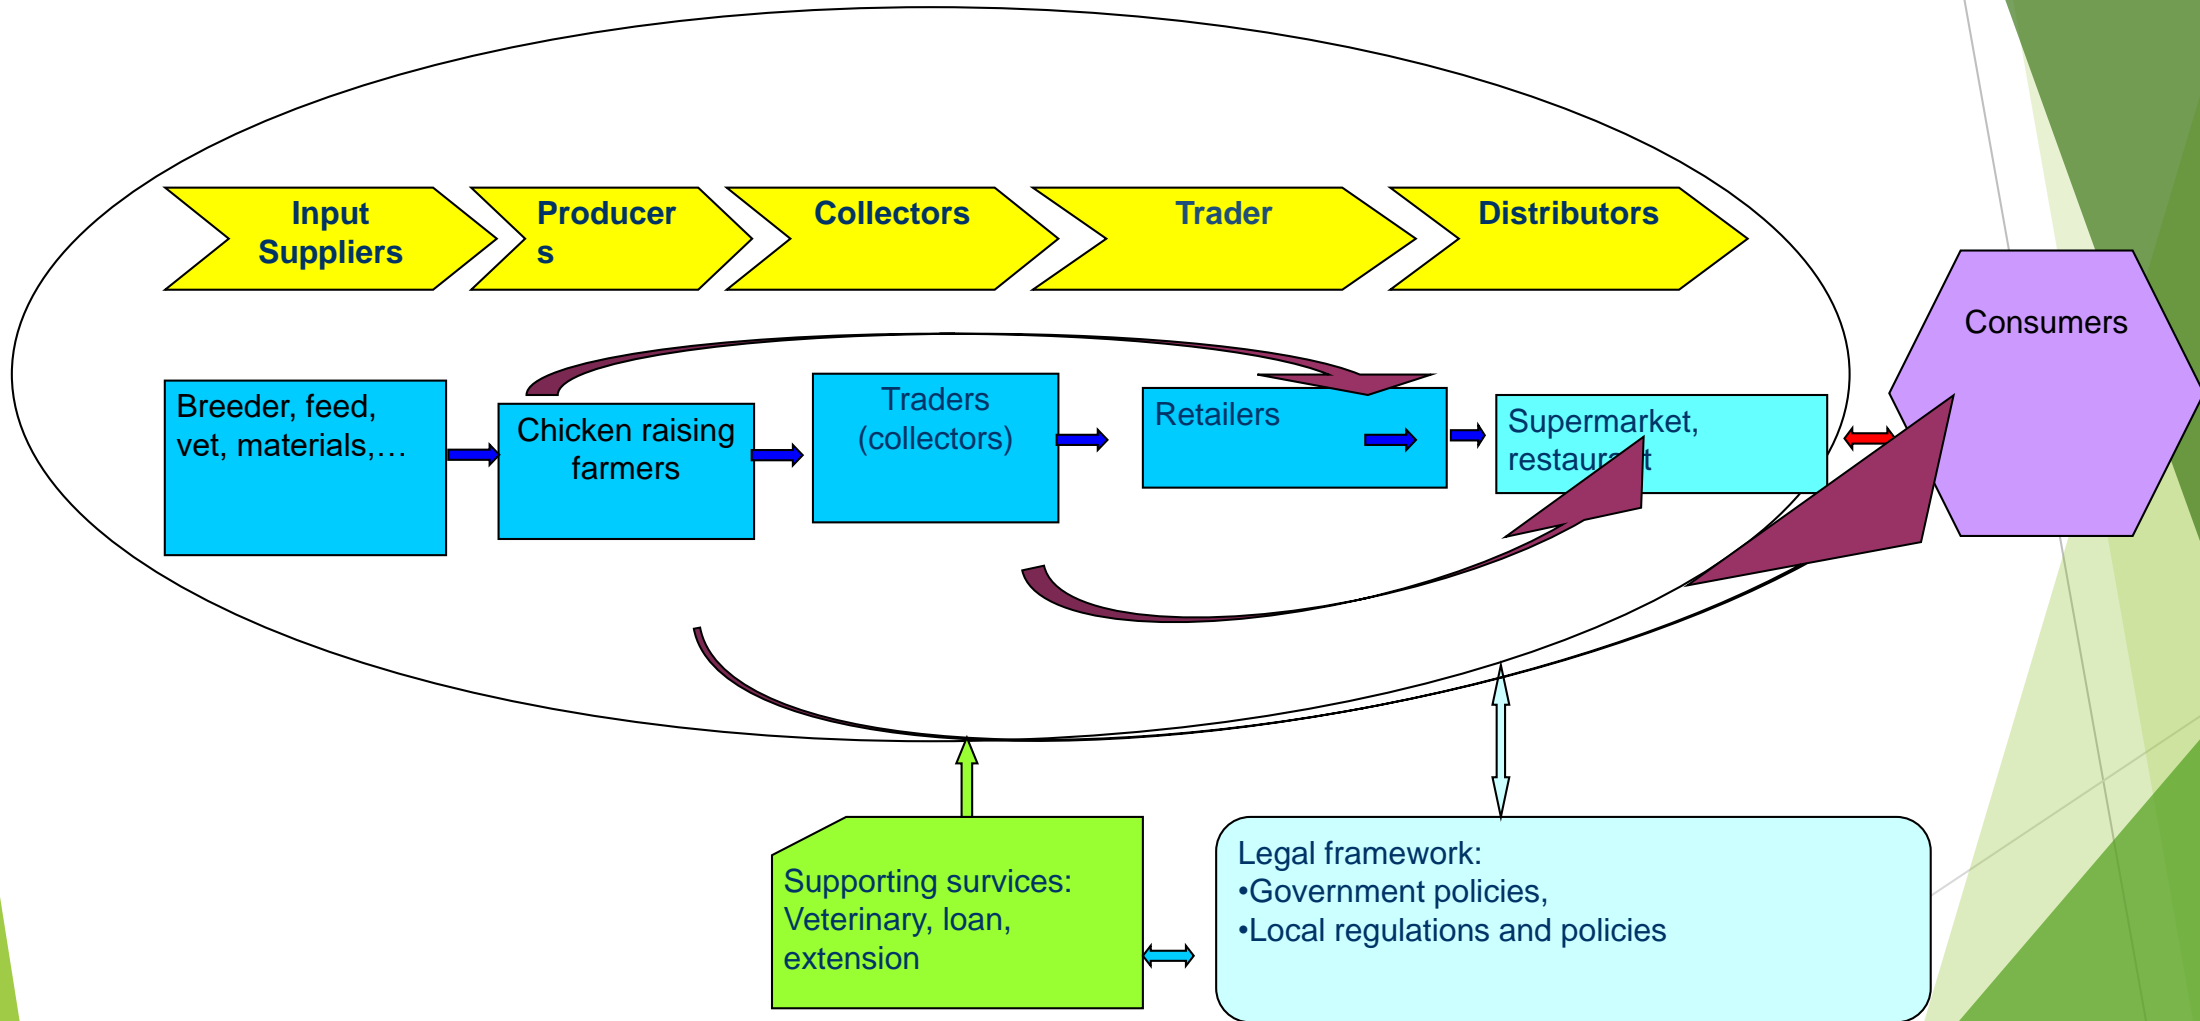 Input
Suppliers
Producer
s
Collectors
Trader
Distributors
Consumers
Breeder, feed,
vet, materials,…
Chicken raising
farmers
Traders
(collectors)
Retailers
Supermarket,
restaurant
Supporting survices:
Veterinary, loan,
extension
Legal framework:
•Government policies,
•Local regulations and policies